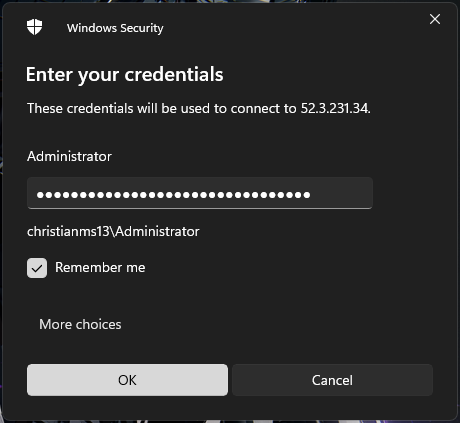 Windows Security
Enter your credentials
These credentials will be used to connect to 52.3.231.34.
Administrator
••••••••••••••••••••••••••••••••
christianms13\Administrator
Remember me
More choices
OK
Cancel